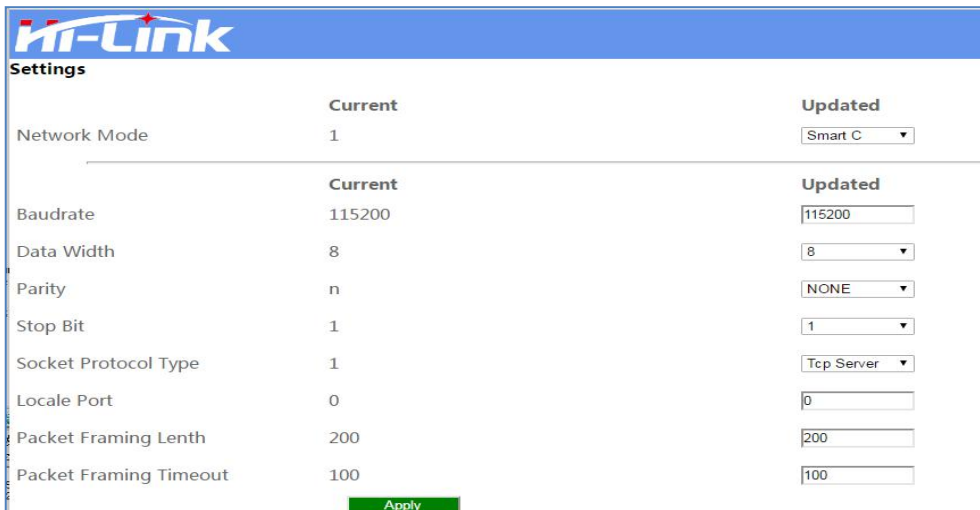 Hi-Link
Settings
Current Updated
Network Mode 1 Smart C
Current Updated
Baudrate 115200 115200
Data Width 8 8
Parity n NONE
Stop Bit 1 1
Socket Protocol Type 1 Tcp Server
Locale Port 0 0
Packet Framing Lenth 200 200
Packet Framing Timeout 100 100
Apply